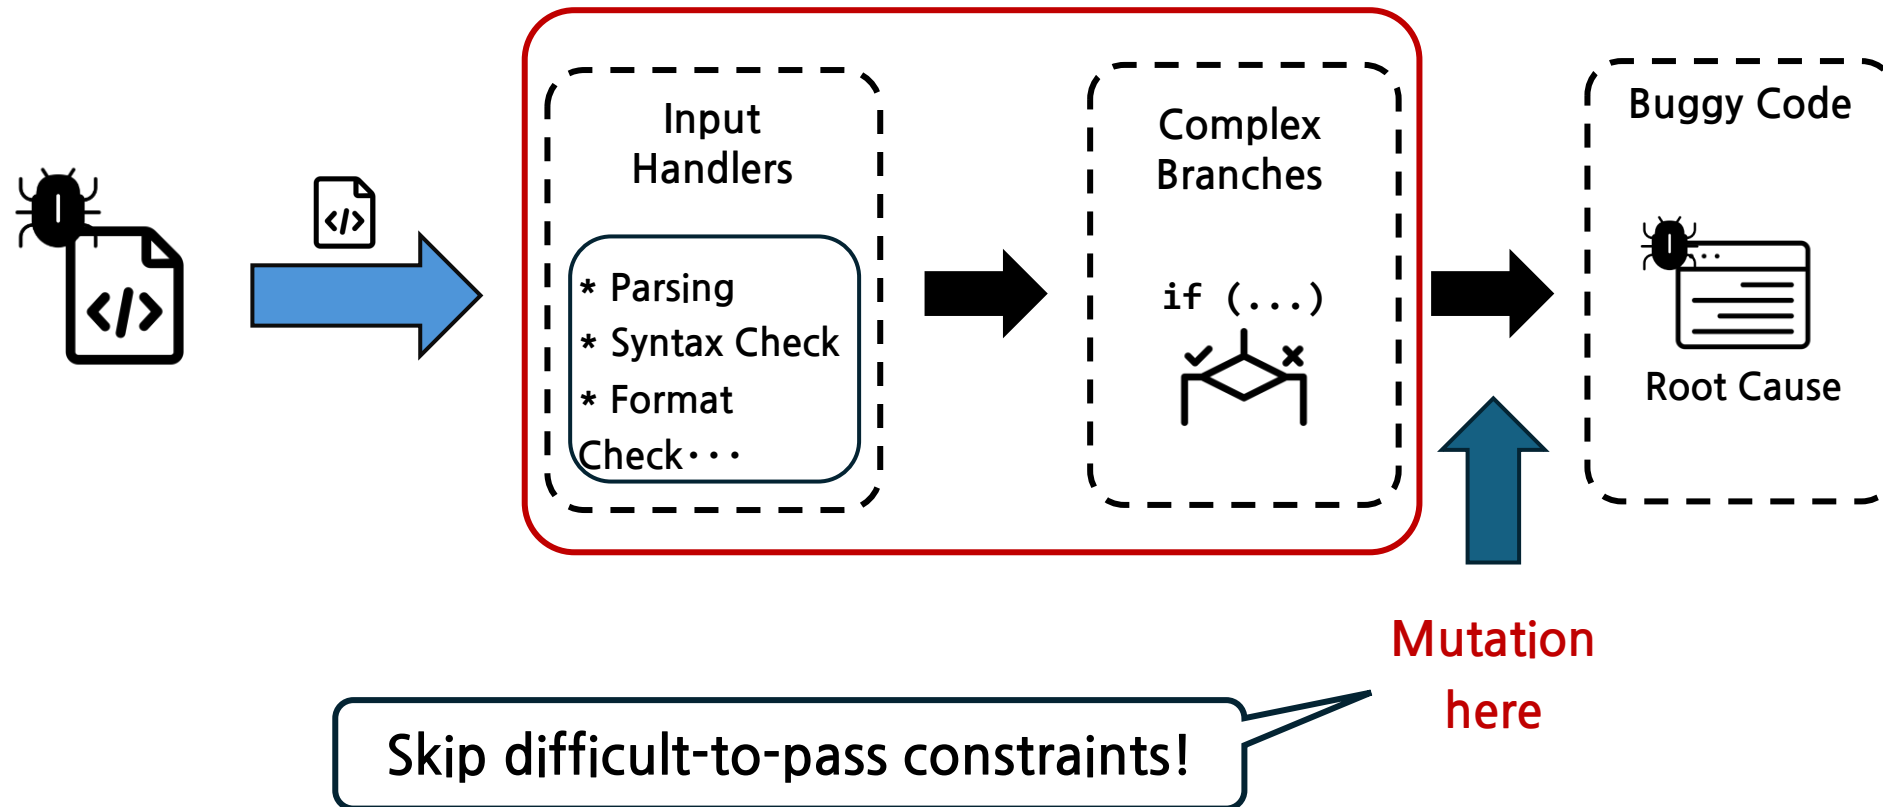 </>
</>
Input
Handlers
* Parsing
* Syntax Check
* Format
Check···
Complex
Branches
if (...)
Buggy Code
Root Cause
Mutation
here
Skip difficult-to-pass constraints!